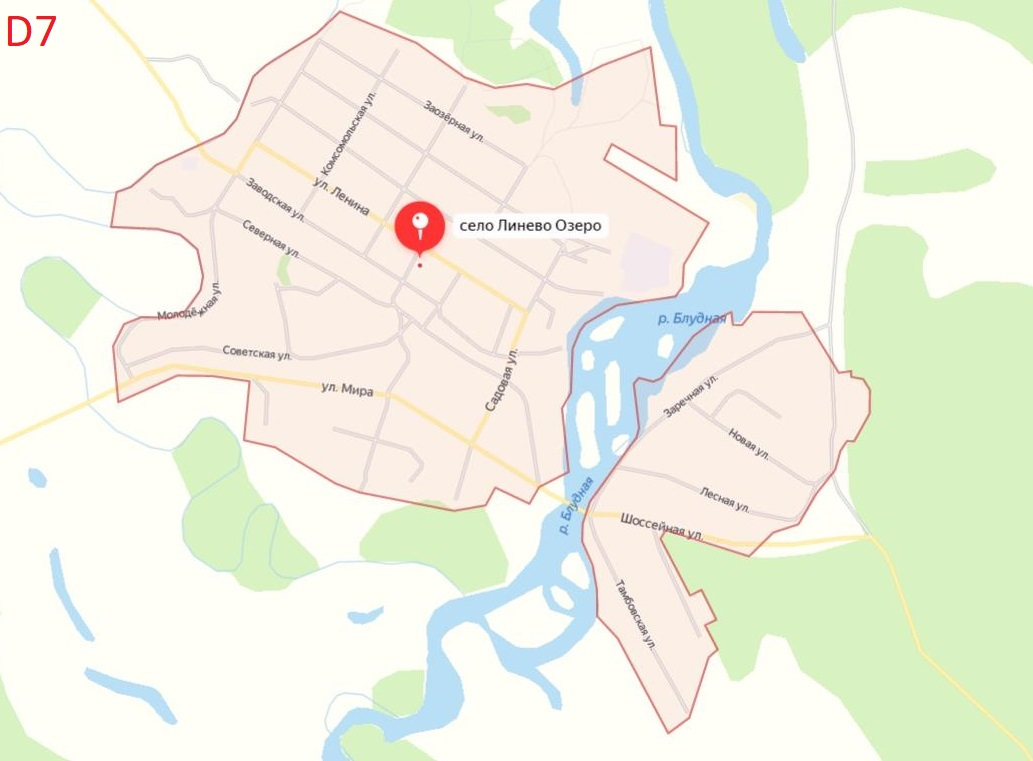 D7
Комсомольская ул.
Заозёрная ул.
Заводская ул.
ул. Ленина
село Линево Озеро
Северная ул.
Молодёжная ул.
р. Блудная
Советская ул.
ул. Мира
Садовая ул.
Заречная ул.
Новая ул.
Лесная ул.
р. Блудная
Шоссейная ул.
Тамбовская ул.